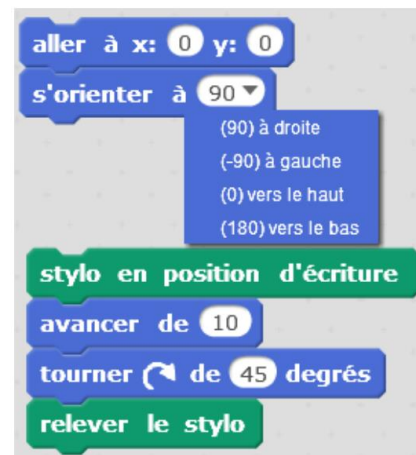 aller à x: 0 y: 0
s'orienter à 90
(90) à droite
(-90) à gauche
(0) vers le haut
(180) vers le bas
stylo en position d'écriture
avancer de 10
tourner de 45 degrés
relever le stylo